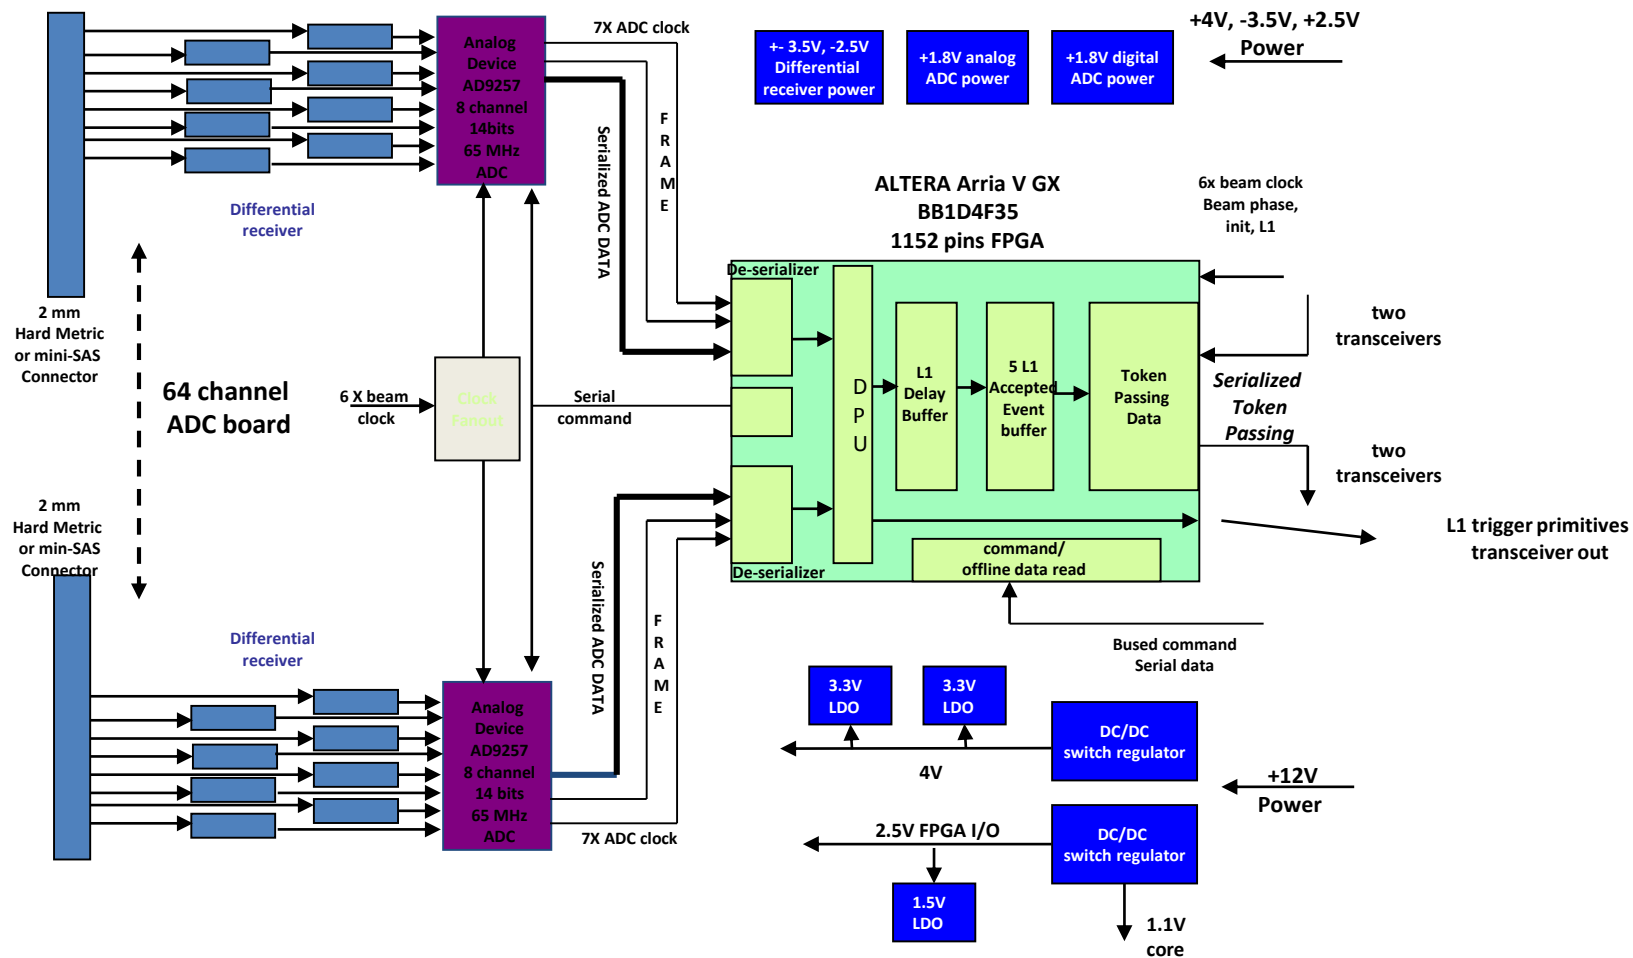 7X ADC clock
Analog
Device
AD9257
8 channel
14bits
65 MHz
ADC
Serialized ADC DATA
F
R
A
M
E
Differential
receiver
+- 3.5V, -2.5V
Differential
receiver power
+1.8V analog
ADC power
+1.8V digital
ADC power
+4V, -3.5V, +2.5V
Power
ALTERA Arria V GX
BB1D4F35
1152 pins FPGA
6x beam clock
Beam phase,
init, L1
2 mm
Hard Metric
or mini-SAS
Connector
64 channel
ADC board
6 X beam
clock
Clock
Fanout
Serial
command
De-serializer
D
P
U
L1
Delay
Buffer
5 L1
Accepted
Event
buffer
Token
Passing
Data
two
transceivers
Serialized
Token
Passing
two
transceivers
L1 trigger primitives
transceiver out
De-serializer
command/
offline data read
Bused command
Serial data
2 mm
Hard Metric
or min-SAS
Connector
Differential
receiver
Analog
Device
AD9257
8 channel
14 bits
65 MHz
ADC
Serialized ADC DATA
F
R
A
M
E
7X ADC clock
3.3V
LDO
3.3V
LDO
DC/DC
switch regulator
4V
+12V
Power
2.5V FPGA I/O
DC/DC
switch regulator
1.5V
LDO
1.1V
core